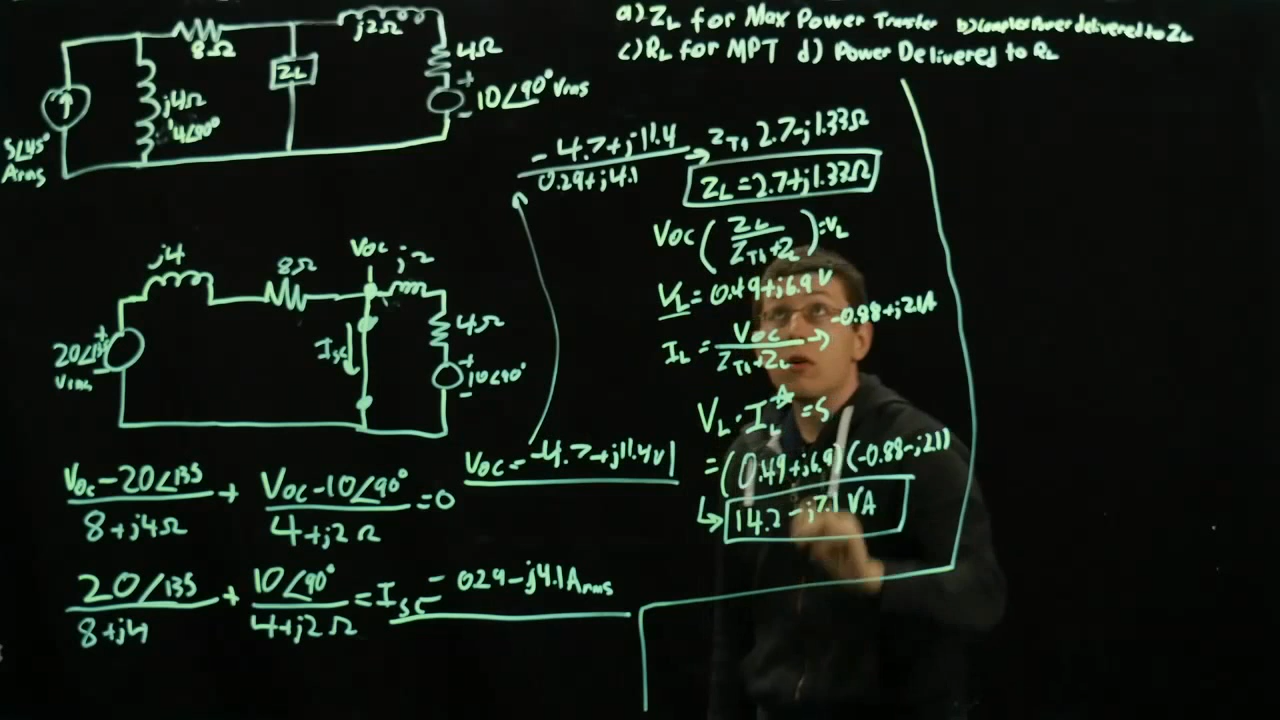 a) ZL for Max Power Transfer b) Complex Power delivered to ZL
c) RL for MPT d) Power Delivered to RL
8Ω
j2Ω
4Ω
ZL
+
-
10∠90° Vrms
j4Ω
4∠90°
5∠45°
Arms
-4.7+j11.4
0.29+j4.1
ZTh 2.7-j1.33Ω
ZL = 2.7+j1.33Ω
Voc (ZL / ZTh+ZL) = VL
VL = 0.49+j6.9V
IL = Voc / ZTh+ZL → -0.88+j2.1A
VL · IL* = S
= (0.49+j6.9) (-0.88-j2.1)
↳ 14.2-j7.1 VA
j4
8Ω
Voc
j2
4Ω
Isc
20∠135
Vrms
+
-
+
-
10∠90°
Voc = -4.7+j11.4V
Voc-20∠135 / 8+j4Ω + Voc-10∠90° / 4+j2Ω = 0
20∠135 / 8+j4 + 10∠90° / 4+j2Ω = Isc = 0.29-j4.1Arms